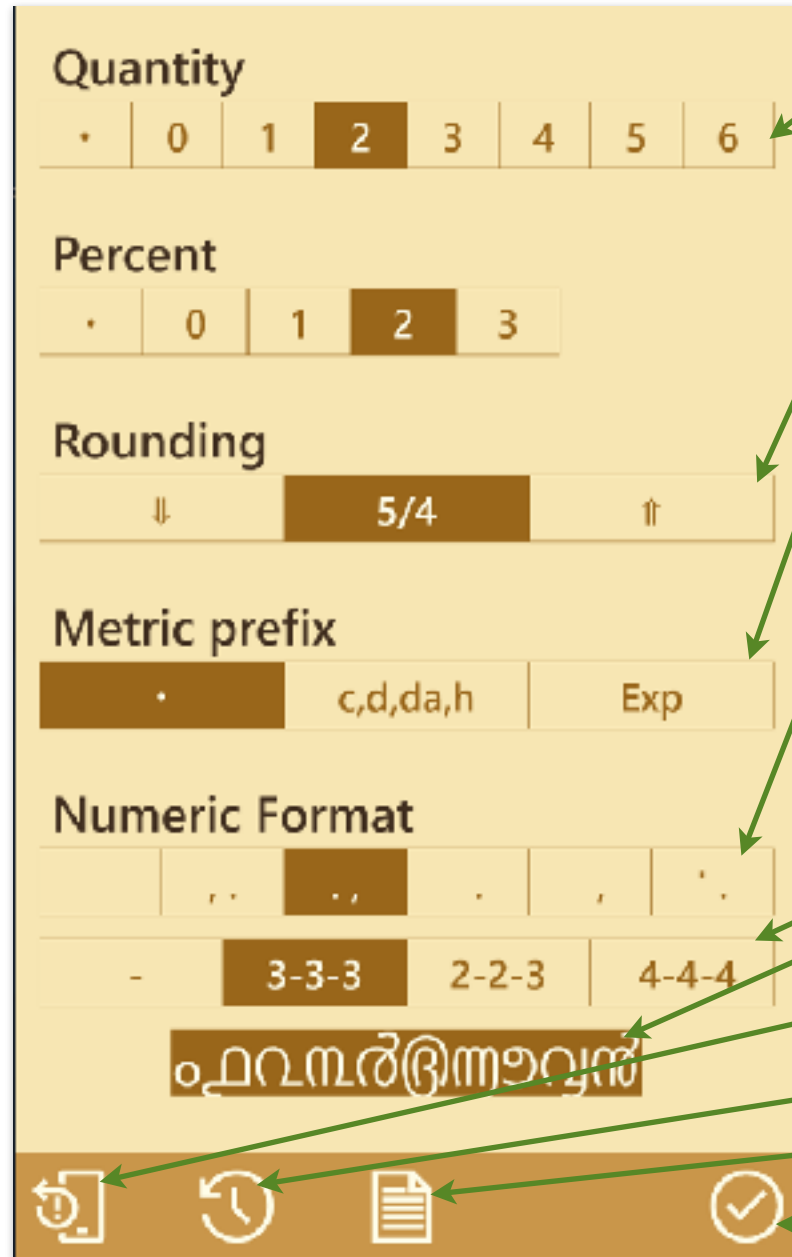 Quantity
· 0 1 2 3 4 5 6
Percent
· 0 1 2 3
Rounding
⇓ 5/4 ⇑
Metric prefix
· c,d,da,h Exp
Numeric Format
, . . , . , ' .
- 3-3-3 2-2-3 4-4-4
൦൧൨൩൪൫൬൭൮൯